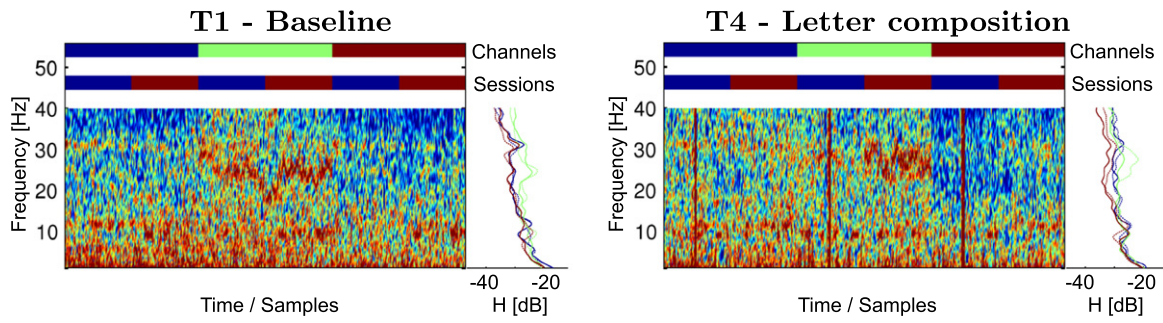 T1 - Baseline
Channels
Sessions
50
40
30
20
10
Frequency [Hz]
Time / Samples
-40
-20
H [dB]
T4 - Letter composition
Channels
Sessions
50
40
30
20
10
Frequency [Hz]
Time / Samples
-40
-20
H [dB]